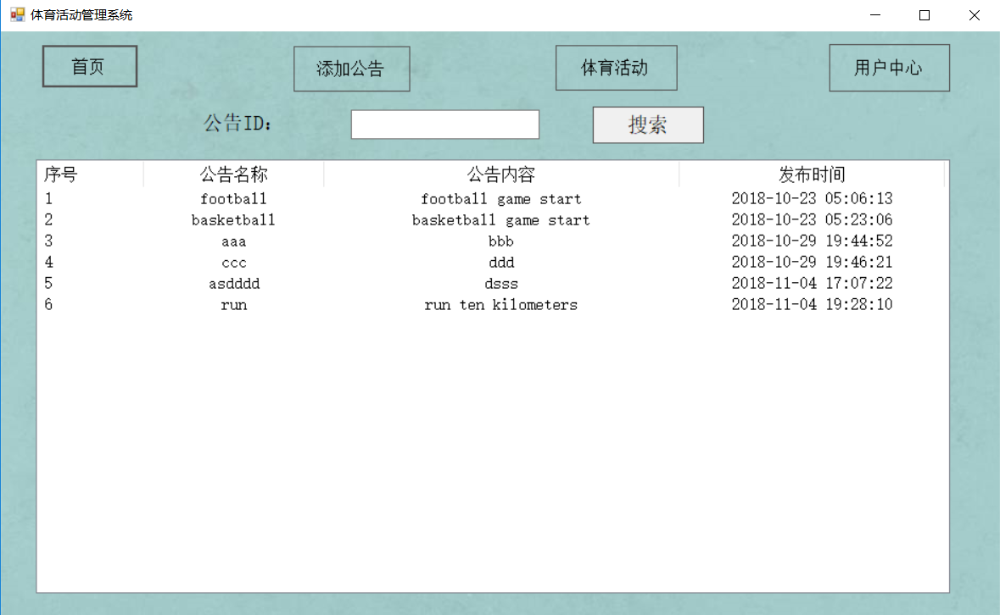 体育活动管理系统
首页 添加公告 体育活动 用户中心
公告ID: 搜索
序号 公告名称 公告内容 发布时间
1 football football game start 2018-10-23 05:06:13
2 basketball basketball game start 2018-10-23 05:23:06
3 aaa bbb 2018-10-29 19:44:52
4 ccc ddd 2018-10-29 19:46:21
5 asdddd dsss 2018-11-04 17:07:22
6 run run ten kilometers 2018-11-04 19:28:10